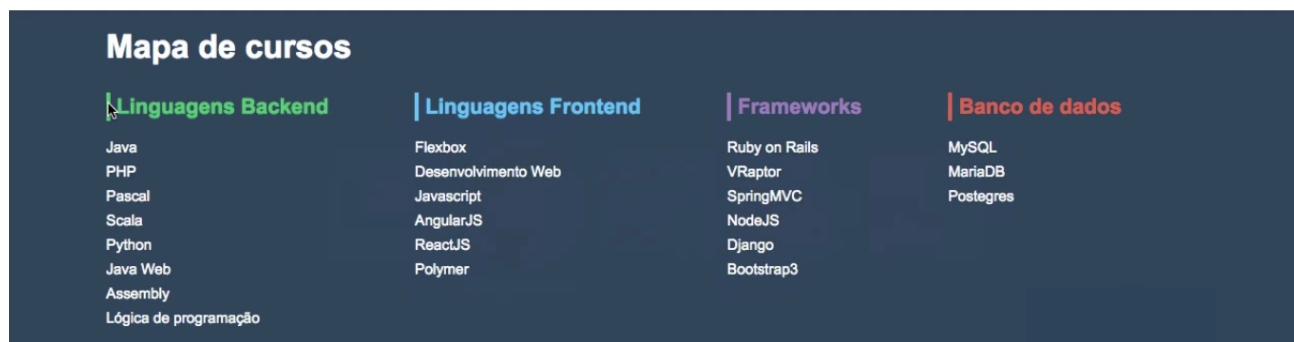 Mapa de cursos
Linguagens Backend
Java
PHP
Pascal
Scala
Python
Java Web
Assembly
Lógica de programação
Linguagens Frontend
Flexbox
Desenvolvimento Web
Javascript
AngularJS
ReactJS
Polymer
Frameworks
Ruby on Rails
VRaptor
SpringMVC
NodeJS
Django
Bootstrap3
Banco de dados
MySQL
MariaDB
Postegres